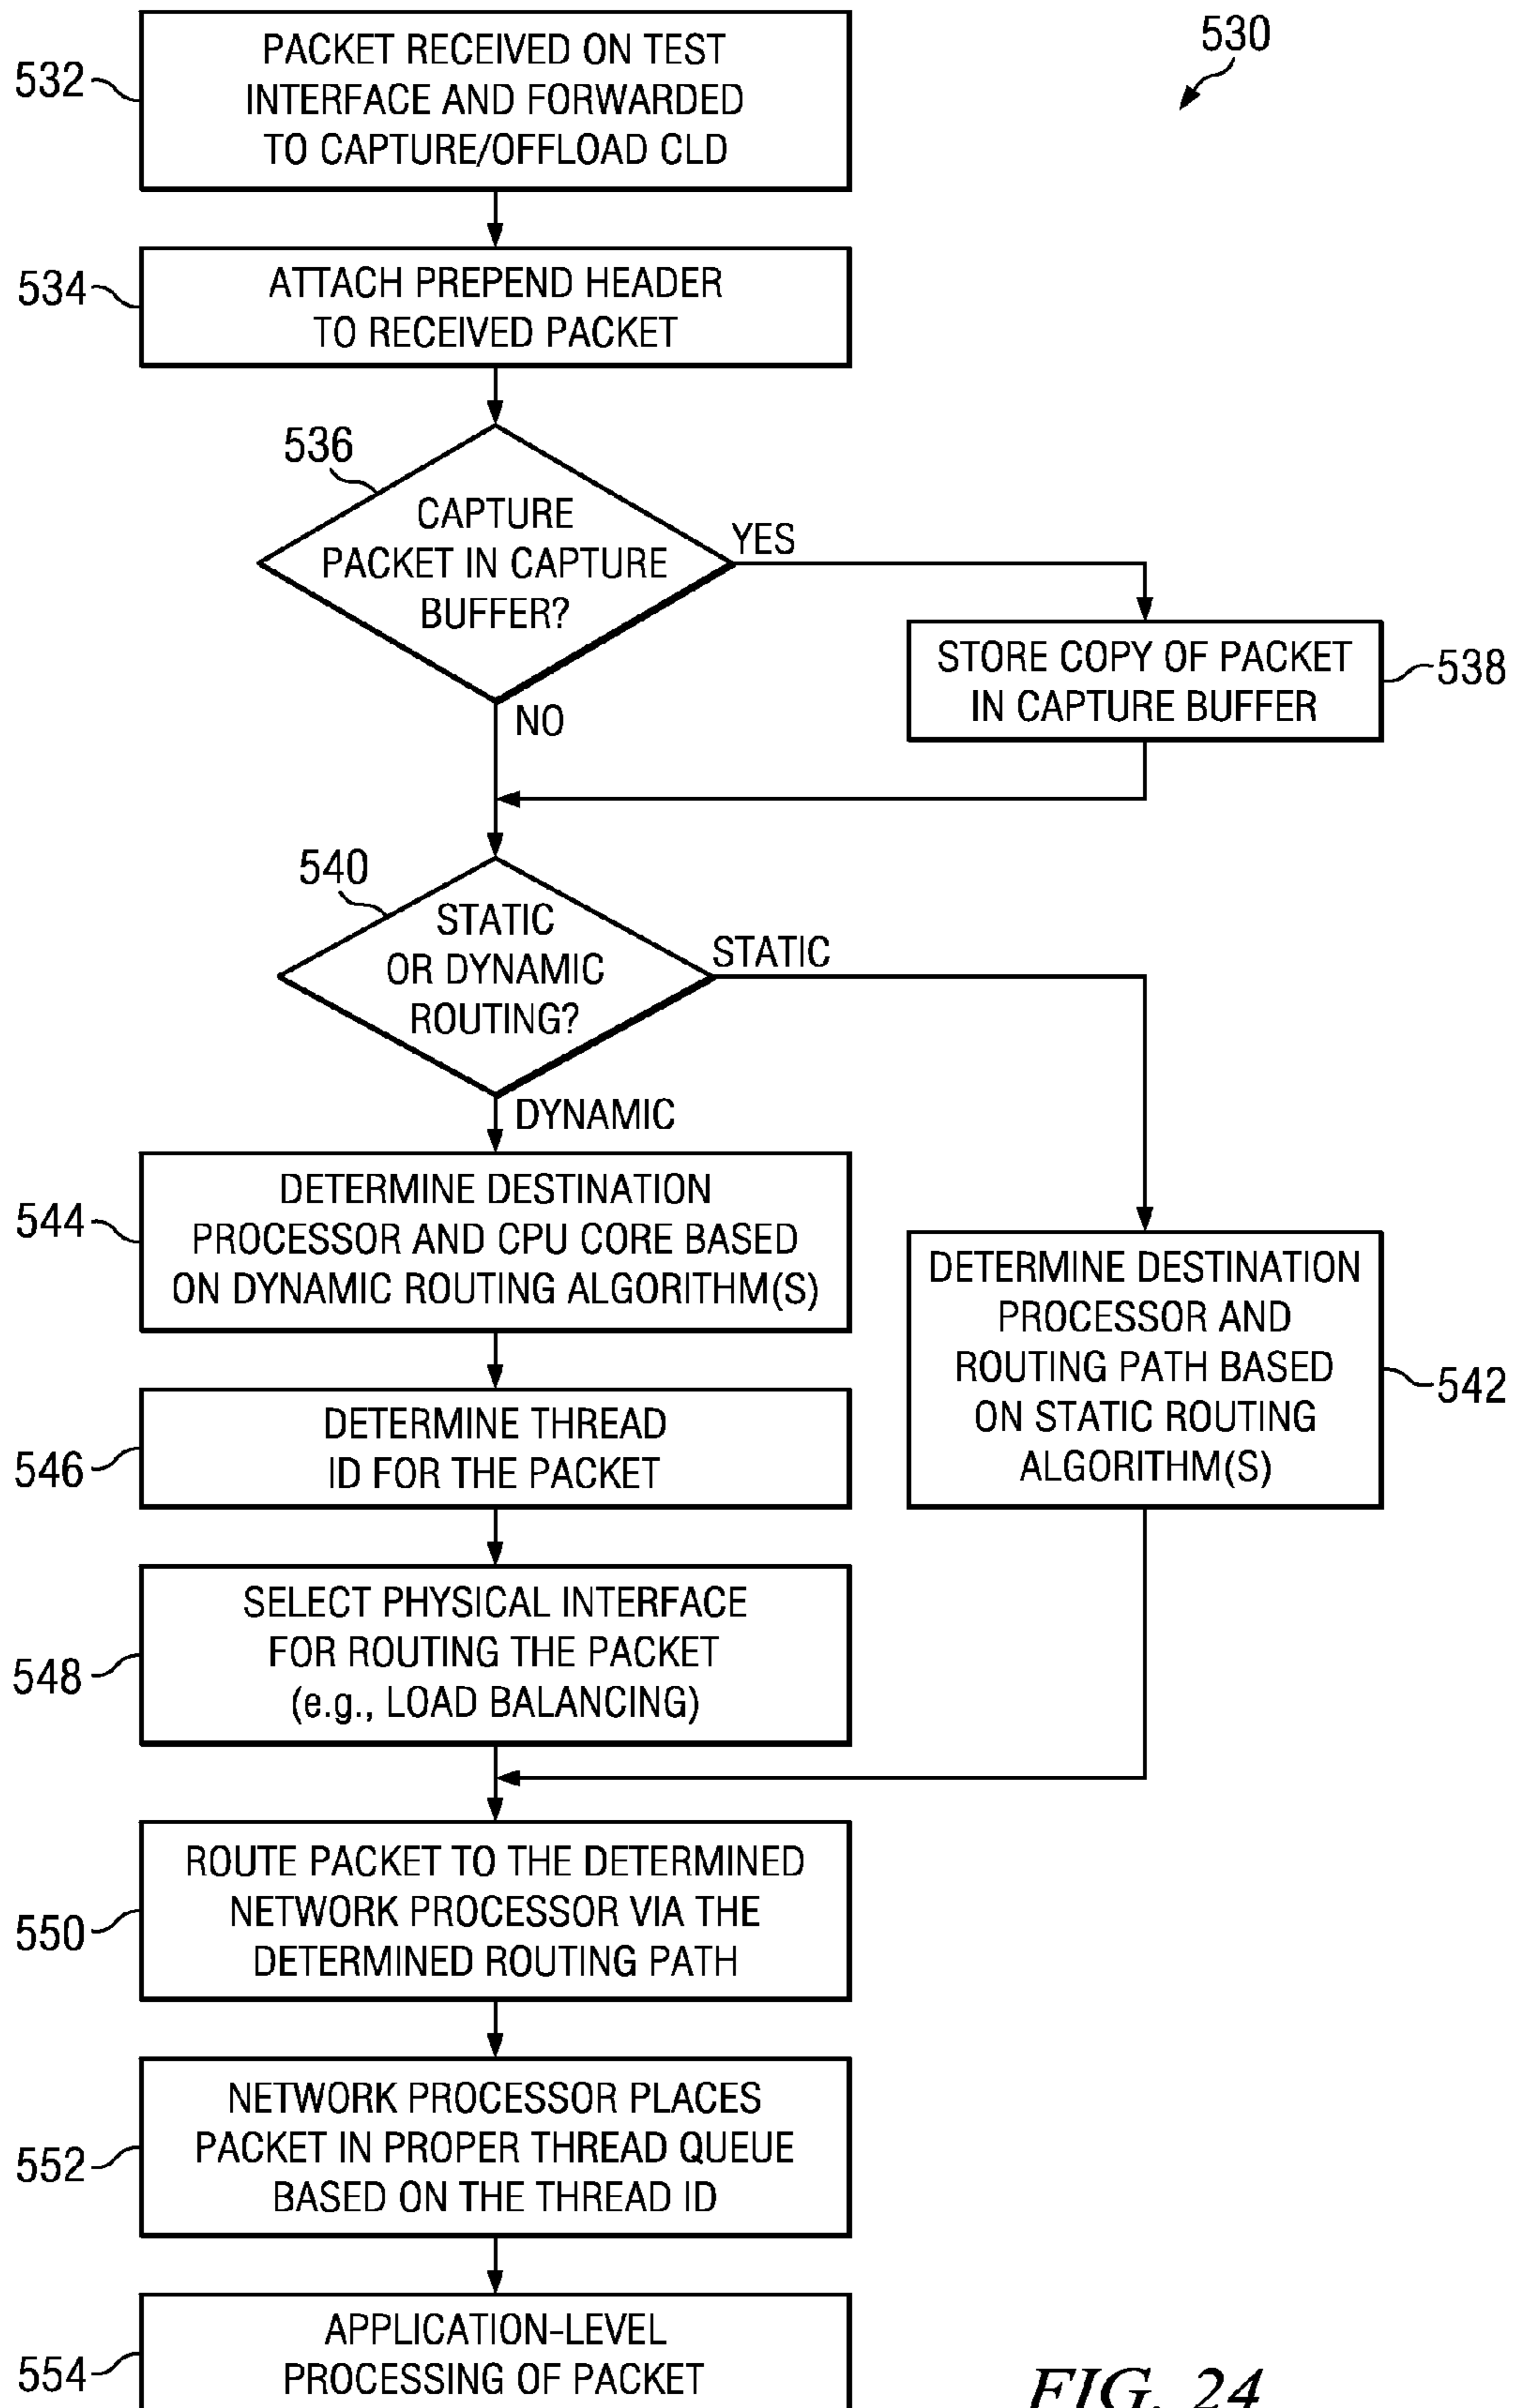 530
532
PACKET RECEIVED ON TEST
INTERFACE AND FORWARDED
TO CAPTURE/OFFLOAD CLD
534
ATTACH PREPEND HEADER
TO RECEIVED PACKET
536
CAPTURE
PACKET IN CAPTURE
BUFFER?
YES
NO
STORE COPY OF PACKET
IN CAPTURE BUFFER
538
540
STATIC
OR DYNAMIC
ROUTING?
STATIC
DYNAMIC
544
DETERMINE DESTINATION
PROCESSOR AND CPU CORE BASED
ON DYNAMIC ROUTING ALGORITHM(S)
DETERMINE DESTINATION
PROCESSOR AND
ROUTING PATH BASED
ON STATIC ROUTING
ALGORITHM(S)
542
546
DETERMINE THREAD
ID FOR THE PACKET
548
SELECT PHYSICAL INTERFACE
FOR ROUTING THE PACKET
(e.g., LOAD BALANCING)
550
ROUTE PACKET TO THE DETERMINED
NETWORK PROCESSOR VIA THE
DETERMINED ROUTING PATH
552
NETWORK PROCESSOR PLACES
PACKET IN PROPER THREAD QUEUE
BASED ON THE THREAD ID
554
APPLICATION-LEVEL
PROCESSING OF PACKET
FIG. 24